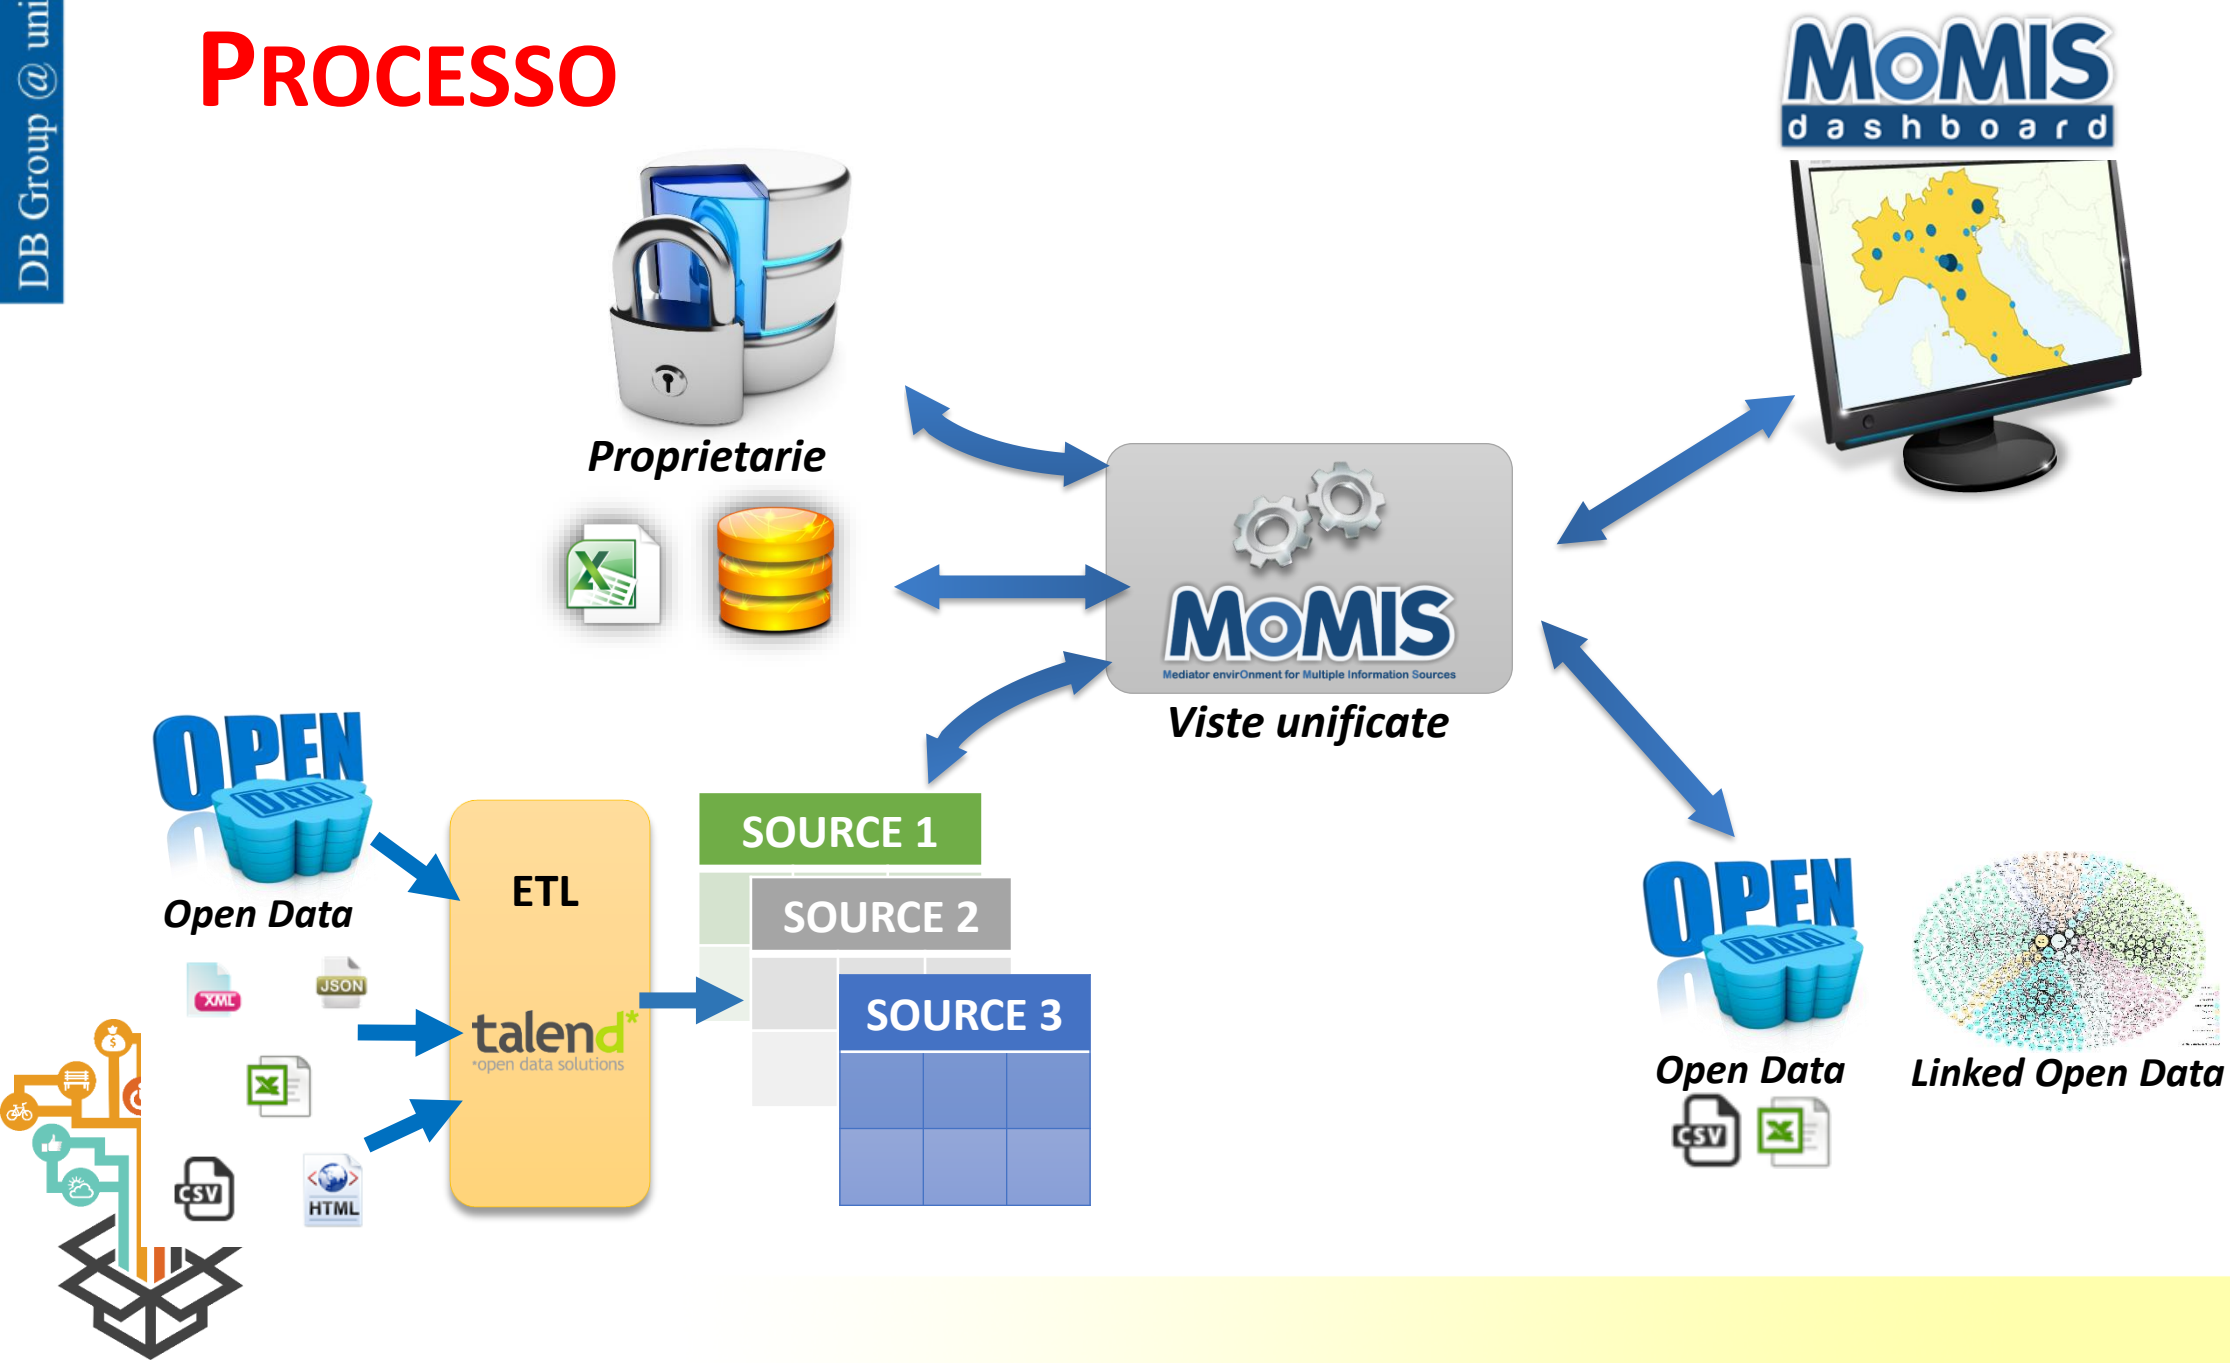 DB Group @ uni
PROCESSO
MOMIS
dashboard
Proprietarie
MOMIS
Mediator envirOnment for Multiple Information Sources
Viste unificate
OPEN
DATA
Open Data
XML
JSON
CSV
HTML
ETL
talend*
*open data solutions
SOURCE 1
SOURCE 2
SOURCE 3
OPEN
DATA
Open Data
CSV
Linked Open Data